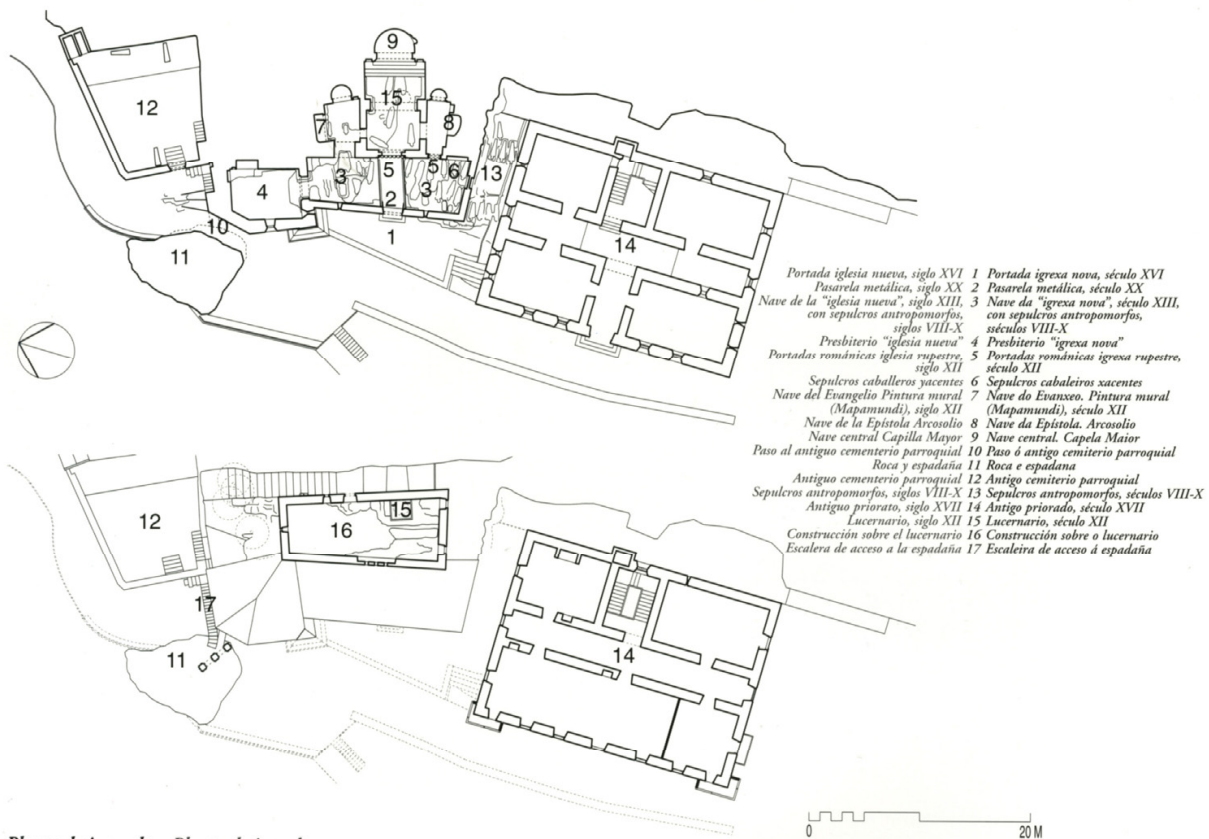 9
12
15
7
8
5
5
6
3
3
13
4
2
10
1
14
11
Portada iglesia nueva, siglo XVI 1 Portada igrexa nova, século XVI
Pasarela metálica, siglo XX 2 Pasarela metálica, século XX
Nave de la "iglesia nueva", siglo XIII, 3 Nave da "igrexa nova", século XIII,
con sepulcros antropomorfos, con sepulcros antropomorfos,
siglos VIII-X sséculos VIII-X
Presbiterio "iglesia nueva" 4 Presbiterio "igrexa nova"
Portadas románicas iglesia rupestre, 5 Portadas románicas igrexa rupestre,
siglo XII século XII
Sepulcros caballeros yacentes 6 Sepulcros cabaleiros xacentes
Nave del Evangelio Pintura mural 7 Nave do Evanxeo. Pintura mural
(Mapamundi), siglo XII (Mapamundi), século XII
Nave de la Epístola Arcosolio 8 Nave da Epístola. Arcosolio
Nave central Capilla Mayor 9 Nave central. Capela Maior
Paso al antiguo cementerio parroquial 10 Paso ó antigo cemiterio parroquial
Roca y espadaña 11 Roca e espadana
Antiguo cementerio parroquial 12 Antigo cemiterio parroquial
Sepulcros antropomorfos, siglos VIII-X 13 Sepulcros antropomorfos, séculos VIII-X
Antiguo priorato, siglo XVII 14 Antigo priorado, século XVII
Lucernario, siglo XII 15 Lucernario, século XII
Construcción sobre el lucernario 16 Construcción sobre o lucernario
Escalera de acceso a la espadaña 17 Escaleira de acceso á espadaña
12
15
16
17
11
14
0 20 M